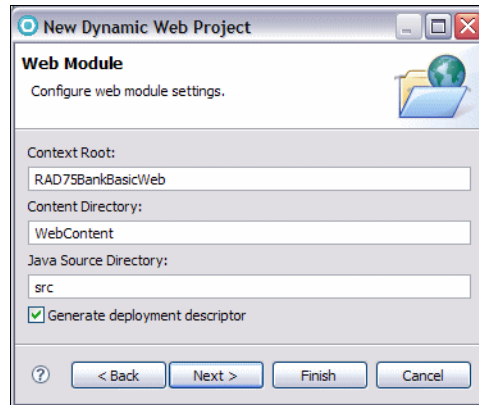 New Dynamic Web Project
Web Module
Configure web module settings.
Context Root:
RAD75BankBasicWeb
Content Directory:
WebContent
Java Source Directory:
src
Generate deployment descriptor
? < Back Next > Finish Cancel